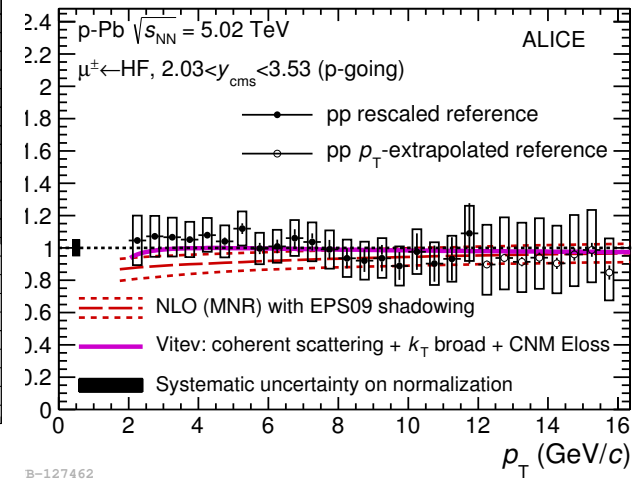 2.4
p-Pb √sNN = 5.02 TeV
ALICE
μ±←HF, 2.03<ycms<3.53 (p-going)
2.2
2
pp rescaled reference
1.8
pp pT-extrapolated reference
1.6
1.4
1.2
1
0.8
NLO (MNR) with EPS09 shadowing
0.6
Vitev: coherent scattering + kT broad + CNM Eloss
0.4
Systematic uncertainty on normalization
0.2
0
0 2 4 6 8 10 12 14 16
pT (GeV/c)
B-127462